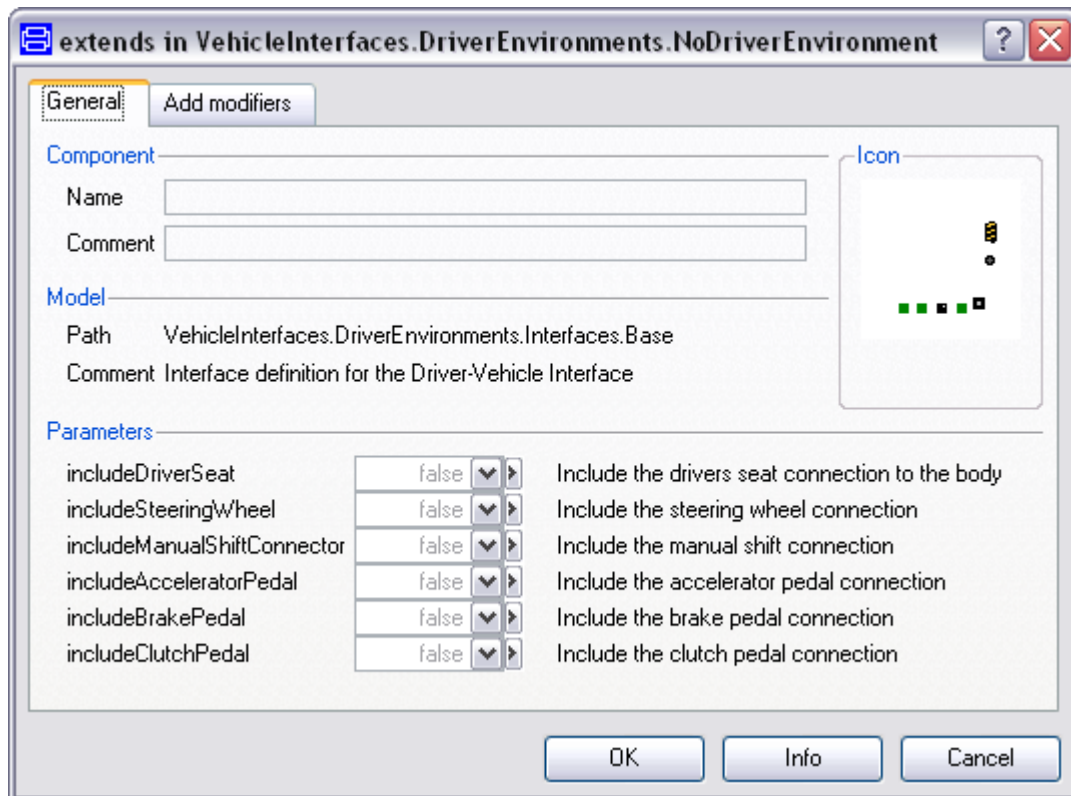 extends in VehicleInterfaces.DriverEnvironments.NoDriverEnvironment
General Add modifiers
Component Icon
Name
Comment
Model
Path VehicleInterfaces.DriverEnvironments.Interfaces.Base
Comment Interface definition for the Driver-Vehicle Interface
Parameters
includeDriverSeat false Include the drivers seat connection to the body
includeSteeringWheel false Include the steering wheel connection
includeManualShiftConnector false Include the manual shift connection
includeAcceleratorPedal false Include the accelerator pedal connection
includeBrakePedal false Include the brake pedal connection
includeClutchPedal false Include the clutch pedal connection
OK Info Cancel